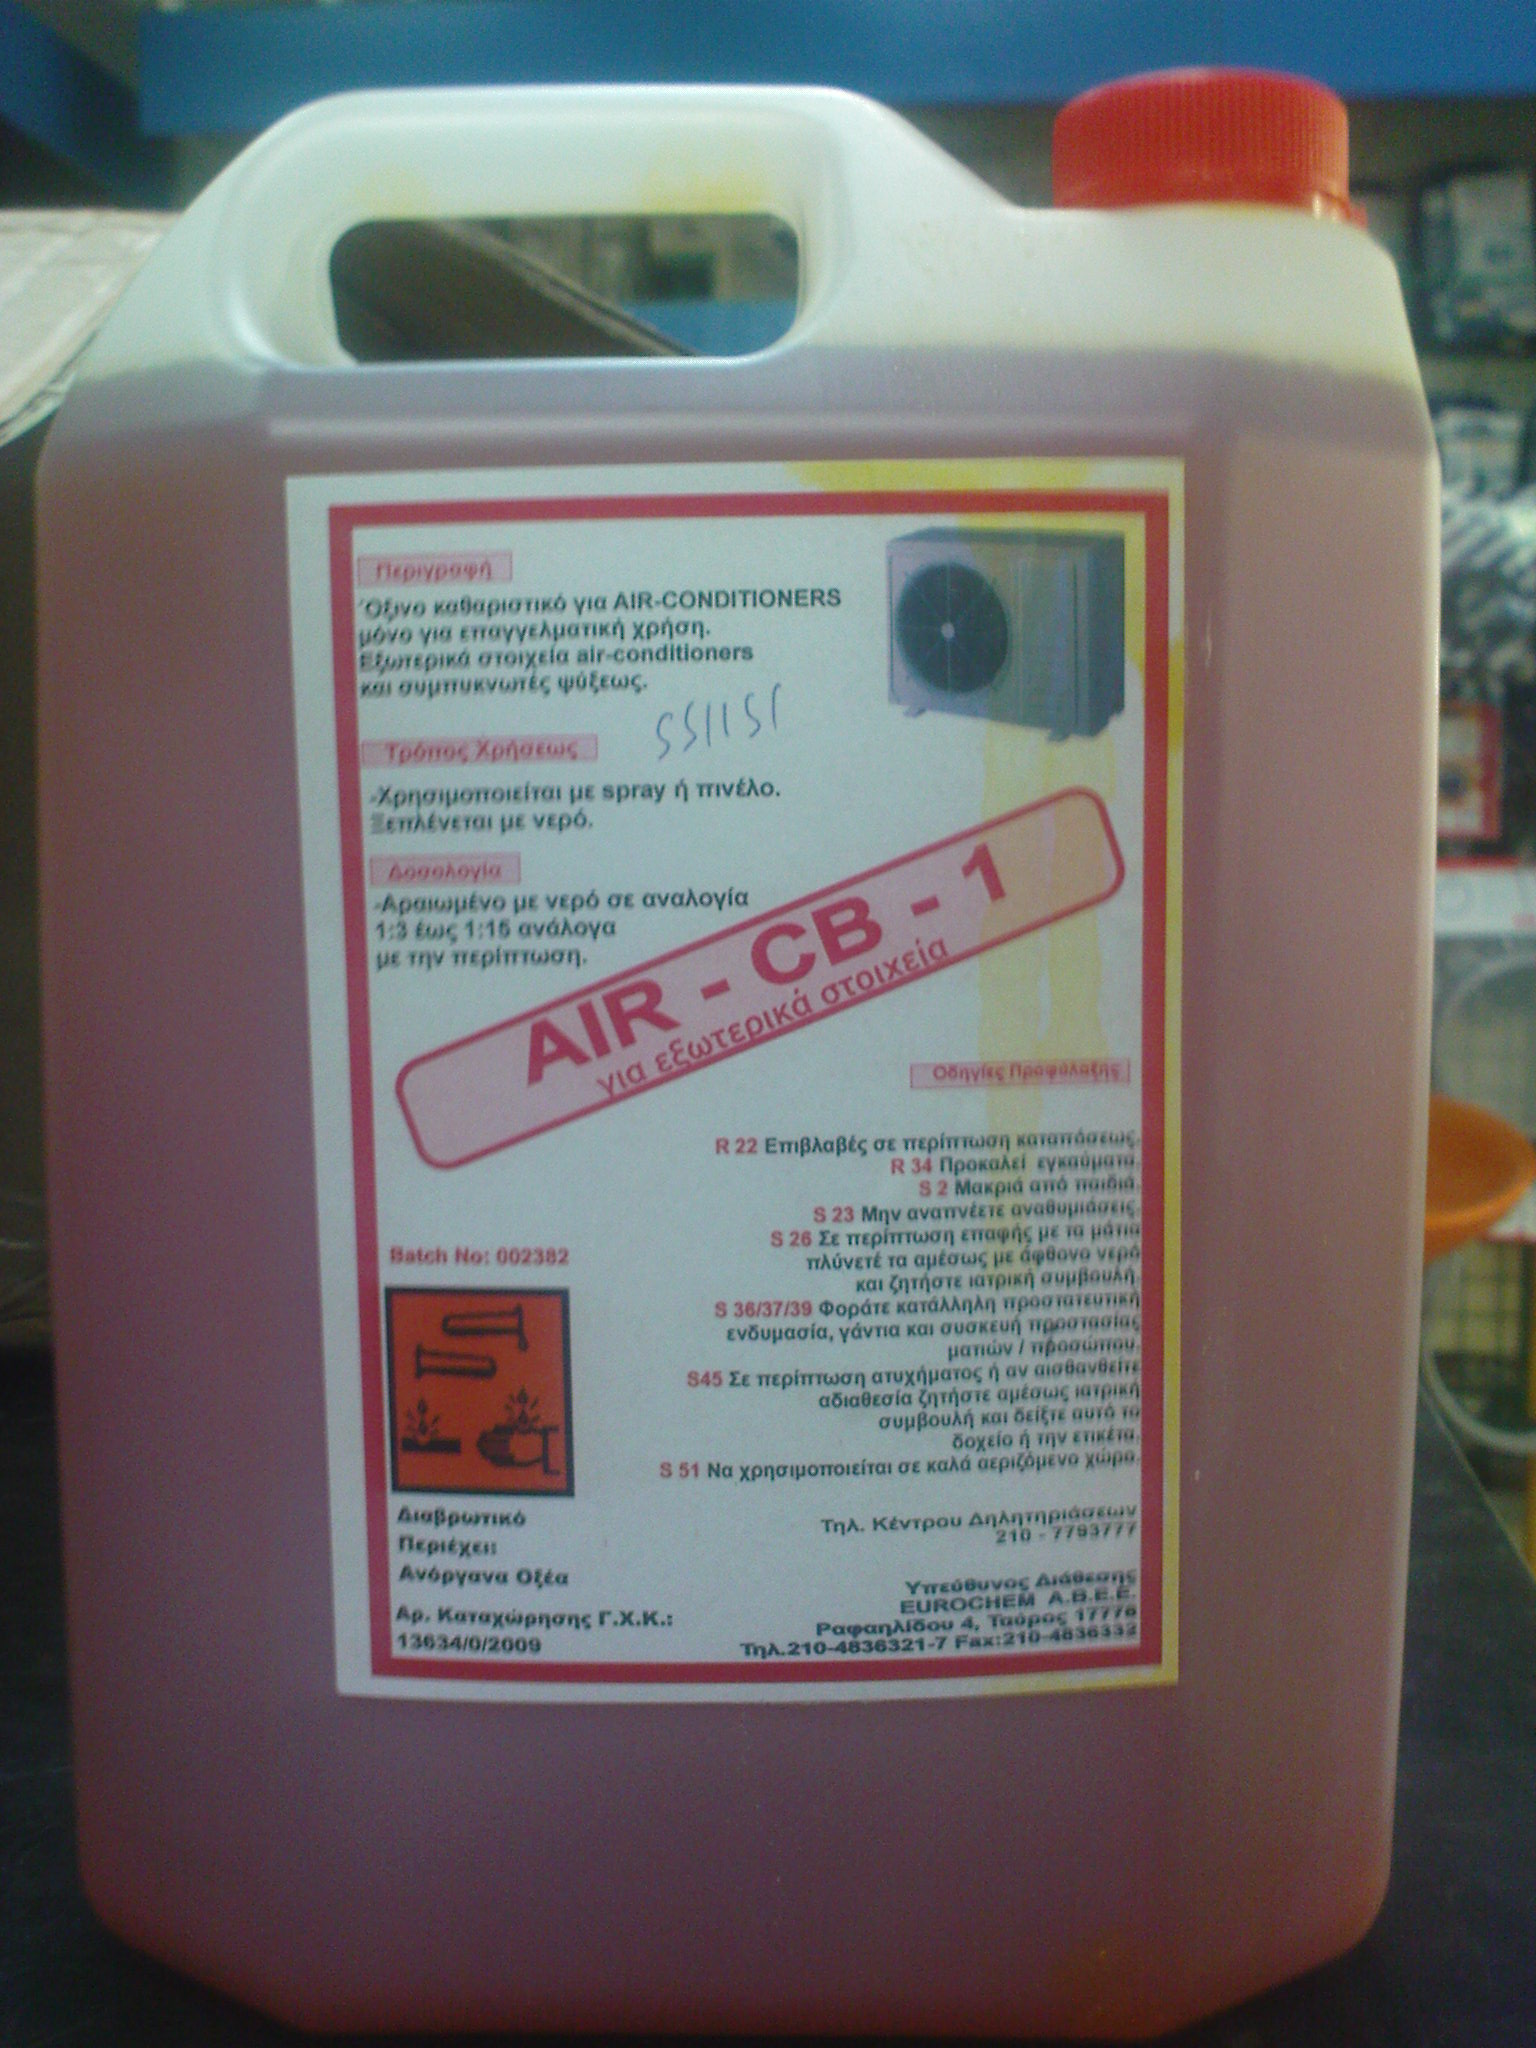 Περιγραφή
Όξινο καθαριστικό για AIR-CONDITIONERS
μόνο για επαγγελματική χρήση.
Εξωτερικά στοιχεία air-conditioners
και συμπυκνωτές ψύξεως.
Τρόπος Χρήσεως
-Χρησιμοποιείται με spray ή πινέλο.
Ξεπλένεται με νερό.
Δοσολογία
-Αραιωμένο με νερό σε αναλογία
1:3 έως 1:15 ανάλογα
με την περίπτωση.
AIR - CB - 1
για εξωτερικά στοιχεία
Οδηγίες Προφύλαξης
R 22 Επιβλαβές σε περίπτωση καταπόσεως.
R 34 Προκαλεί εγκαύματα.
S 2 Μακριά από παιδιά.
S 23 Μην αναπνέετε αναθυμιάσεις.
S 26 Σε περίπτωση επαφής με τα μάτια
πλύνετέ τα αμέσως με άφθονο νερό
και ζητήστε ιατρική συμβουλή.
S 36/37/39 Φοράτε κατάλληλη προστατευτική
ενδυμασία, γάντια και συσκευή προστασίας
ματιών / προσώπου.
S45 Σε περίπτωση ατυχήματος ή αν αισθανθείτε
αδιαθεσία ζητήστε αμέσως ιατρική
συμβουλή και δείξτε αυτό το
δοχείο ή την ετικέτα.
S 51 Να χρησιμοποιείται σε καλά αεριζόμενο χώρο.
Batch No: 002382
Διαβρωτικό
Περιέχει:
Ανόργανα Οξέα
Αρ. Καταχώρησης Γ.Χ.Κ.:
13634/0/2009
Τηλ. Κέντρου Δηλητηριάσεων
210 - 7793777
Υπεύθυνος Διάθεσης
EUROCHEM Α.Β.Ε.Ε.
Ραφαηλίδου 4, Ταύρος 17778
Τηλ.210-4836321-7 Fax:210-4836332